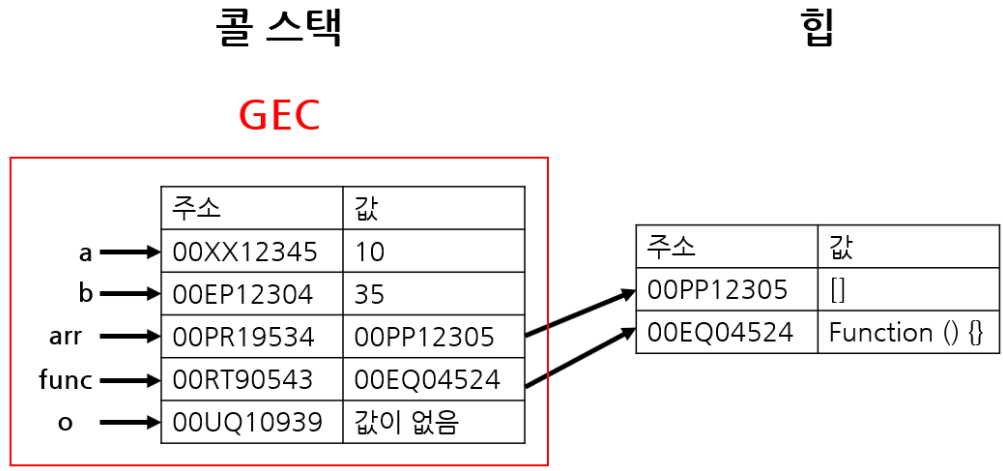 콜 스택
힙
GEC
주소 값
a 00XX12345 10
b 00EP12304 35
arr 00PR19534 00PP12305
func 00RT90543 00EQ04524
o 00UQ10939 값이 없음
주소 값
00PP12305 []
00EQ04524 Function () {}